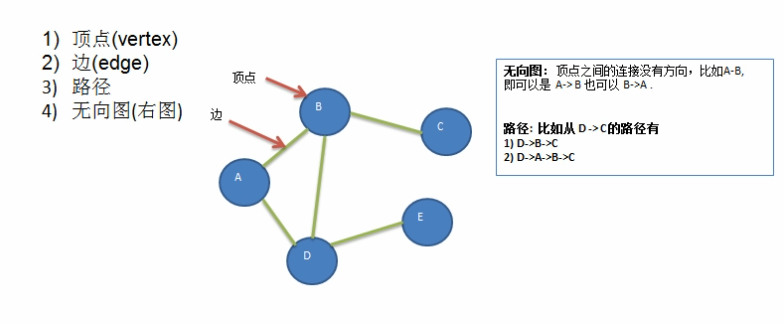 1) 顶点(vertex)
2) 边(edge)
3) 路径
4) 无向图(右图)
顶点
边
B
C
A
E
D
无向图：顶点之间的连接没有方向，比如A-B,
即可以是 A-> B 也可以 B->A .
路径: 比如从 D ->C的路径有
1) D->B->C
2) D->A->B->C